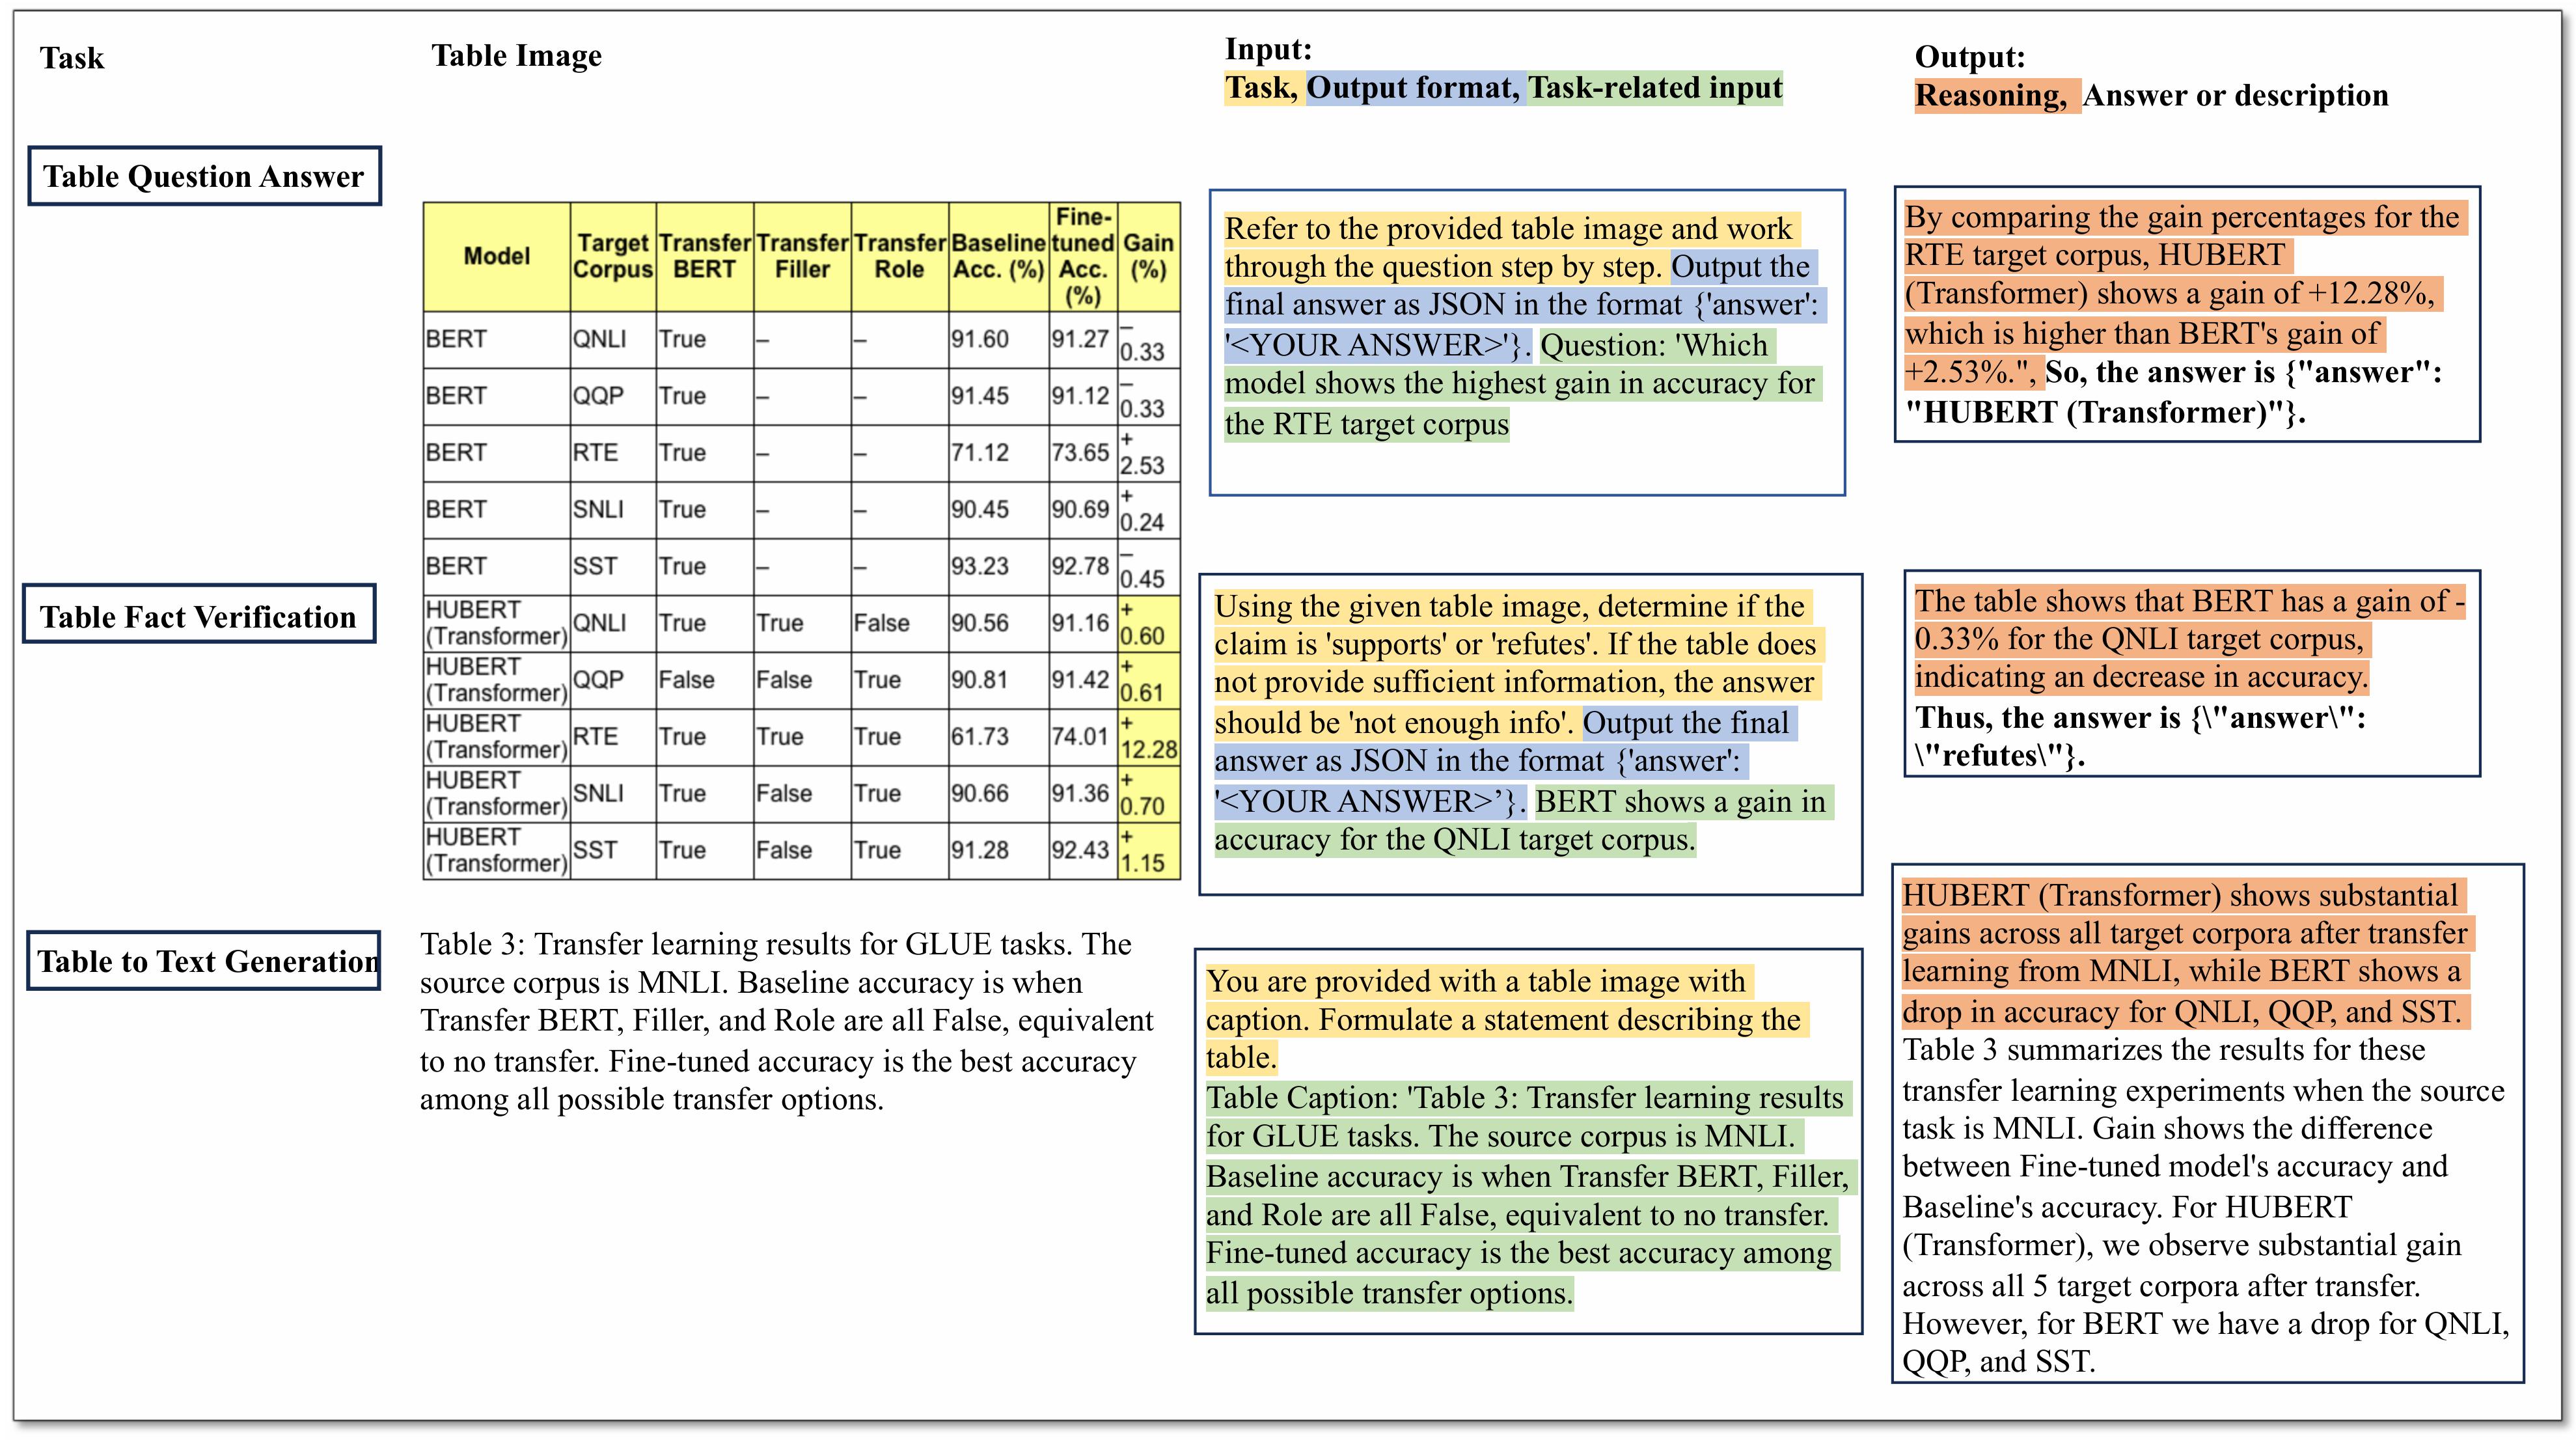 Task
Table Image
Input:
Task, Output format, Task-related input
Output:
Reasoning, Answer or description
Table Question Answer
Model Target Corpus Transfer BERT Transfer Filler Transfer Role Baseline Acc. (%) Fine-tuned Acc. (%) Gain (%)
BERT QNLI True – – 91.60 91.27 – 0.33
BERT QQP True – – 91.45 91.12 – 0.33
BERT RTE True – – 71.12 73.65 + 2.53
BERT SNLI True – – 90.45 90.69 + 0.24
BERT SST True – – 93.23 92.78 – 0.45
HUBERT (Transformer) QNLI True True False 90.56 91.16 + 0.60
HUBERT (Transformer) QQP False False True 90.81 91.42 + 0.61
HUBERT (Transformer) RTE True True True 61.73 74.01 + 12.28
HUBERT (Transformer) SNLI True False True 90.66 91.36 + 0.70
HUBERT (Transformer) SST True False True 91.28 92.43 + 1.15
Refer to the provided table image and work
through the question step by step. Output the
final answer as JSON in the format {'answer':
'<YOUR ANSWER>'}. Question: 'Which
model shows the highest gain in accuracy for
the RTE target corpus
By comparing the gain percentages for the
RTE target corpus, HUBERT
(Transformer) shows a gain of +12.28%,
which is higher than BERT's gain of
+2.53%.", So, the answer is {"answer":
"HUBERT (Transformer)"}.
Table Fact Verification
Using the given table image, determine if the
claim is 'supports' or 'refutes'. If the table does
not provide sufficient information, the answer
should be 'not enough info'. Output the final
answer as JSON in the format {'answer':
'<YOUR ANSWER>’}. BERT shows a gain in
accuracy for the QNLI target corpus.
The table shows that BERT has a gain of -
0.33% for the QNLI target corpus,
indicating an decrease in accuracy.
Thus, the answer is {\"answer\":
\"refutes\"}.
Table to Text Generation
Table 3: Transfer learning results for GLUE tasks. The
source corpus is MNLI. Baseline accuracy is when
Transfer BERT, Filler, and Role are all False, equivalent
to no transfer. Fine-tuned accuracy is the best accuracy
among all possible transfer options.
You are provided with a table image with
caption. Formulate a statement describing the
table.
Table Caption: 'Table 3: Transfer learning results
for GLUE tasks. The source corpus is MNLI.
Baseline accuracy is when Transfer BERT, Filler,
and Role are all False, equivalent to no transfer.
Fine-tuned accuracy is the best accuracy among
all possible transfer options.
HUBERT (Transformer) shows substantial
gains across all target corpora after transfer
learning from MNLI, while BERT shows a
drop in accuracy for QNLI, QQP, and SST.
Table 3 summarizes the results for these
transfer learning experiments when the source
task is MNLI. Gain shows the difference
between Fine-tuned model's accuracy and
Baseline's accuracy. For HUBERT
(Transformer), we observe substantial gain
across all 5 target corpora after transfer.
However, for BERT we have a drop for QNLI,
QQP, and SST.